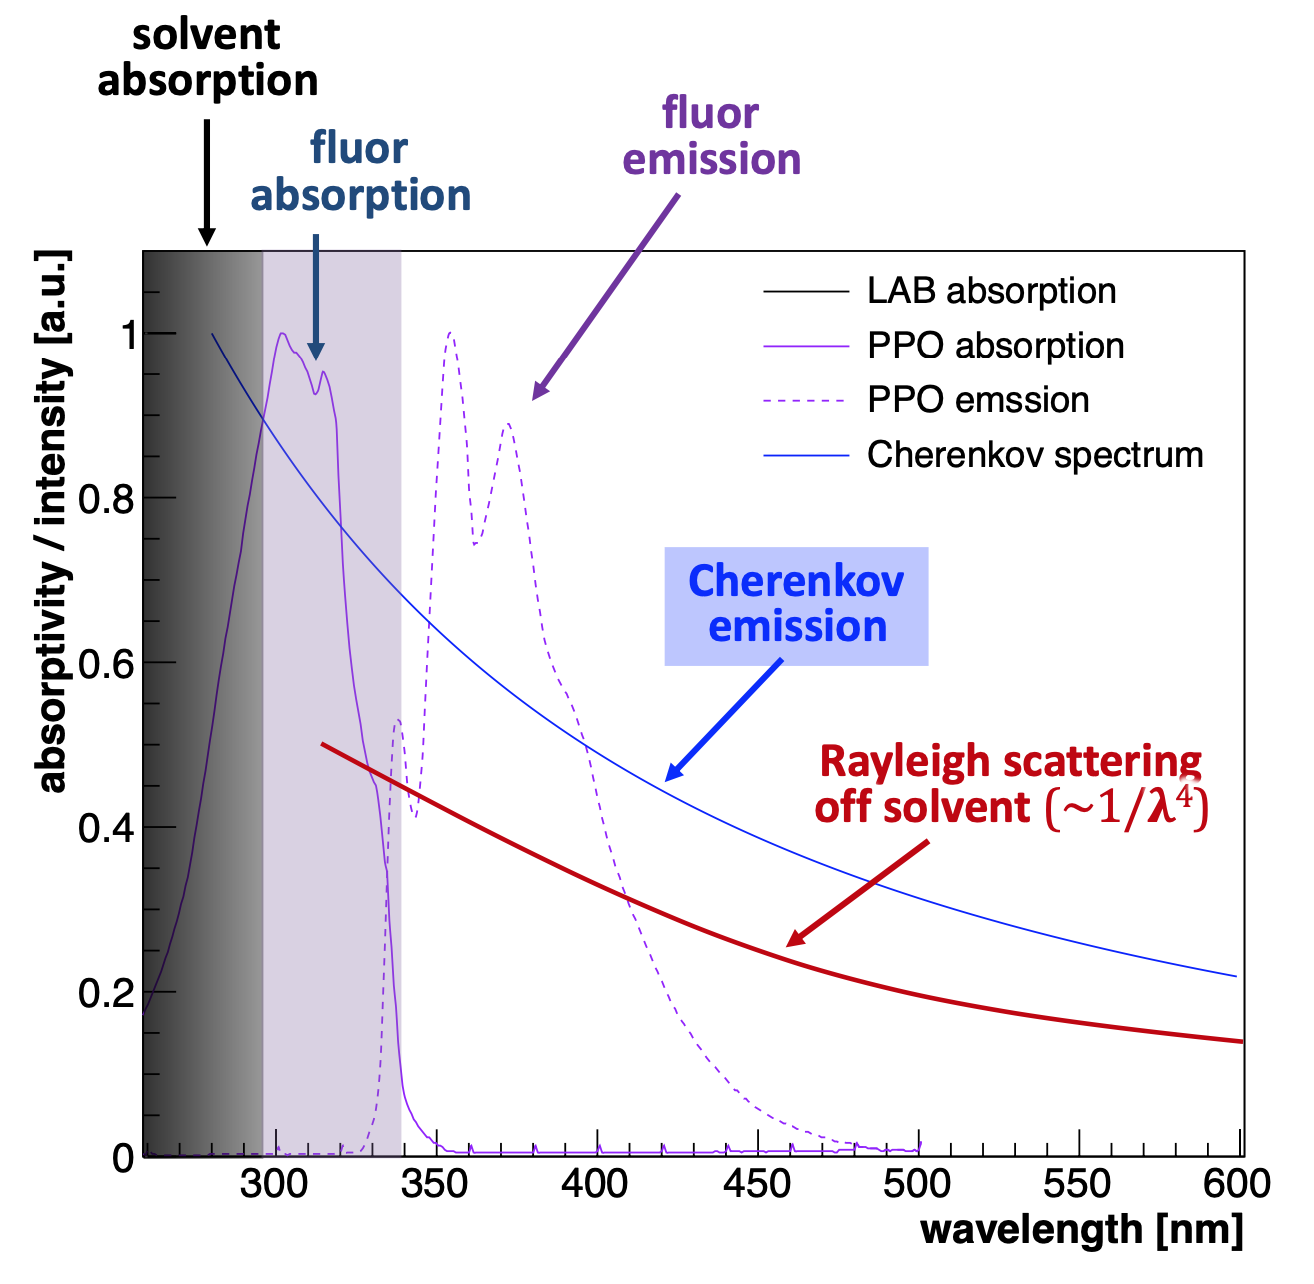 solvent
absorption
fluor
absorption
fluor
emission
absorptivity / intensity [a.u.]
LAB absorption
PPO absorption
PPO emssion
Cherenkov spectrum
Cherenkov
emission
Rayleigh scattering
off solvent (~1/λ⁴)
1
0.8
0.6
0.4
0.2
0
300 350 400 450 500 550 600
wavelength [nm]